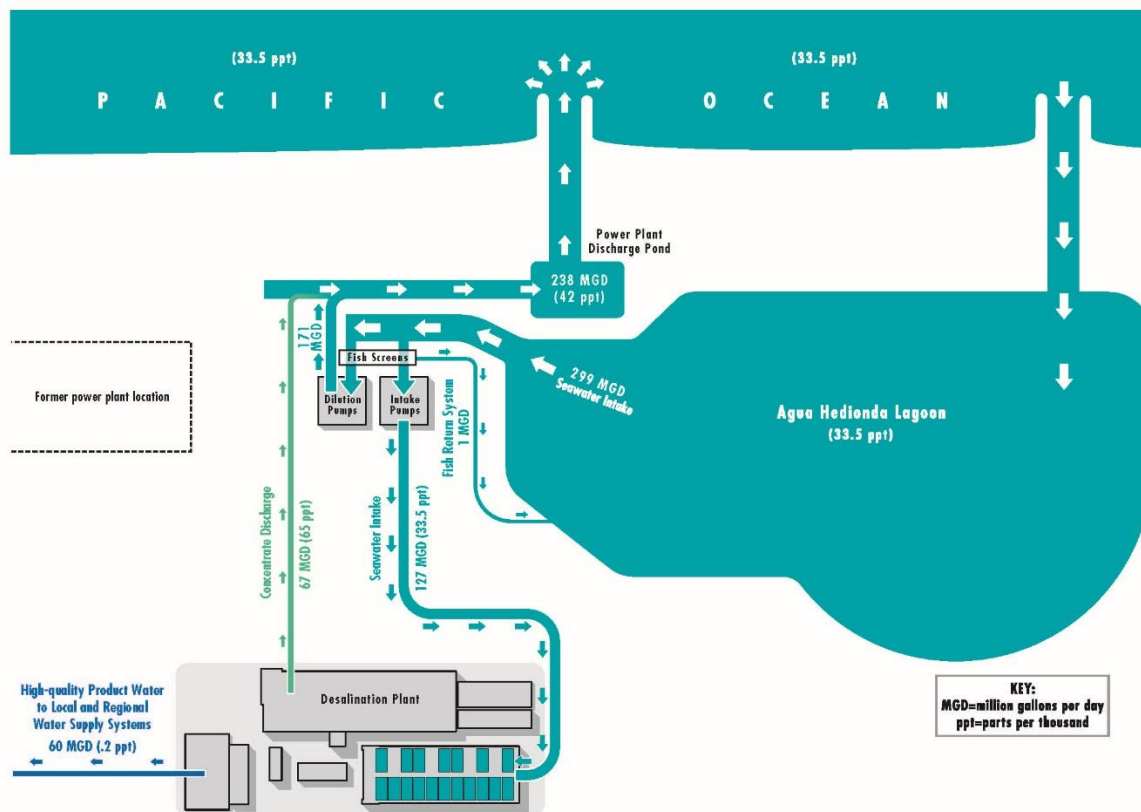 (33.5 ppt)
(33.5 ppt)
PACIFIC OCEAN
Power Plant
Discharge Pond
238 MGD
(42 ppt)
171
MGD
Fish Screens
299 MGD
Seawater Intake
Former power plant location
Dilution
Pumps
Intake
Pumps
Agua Hedionda Lagoon
(33.5 ppt)
Fish Return System
1 MGD
Concentrate Discharge
67 MGD (65 ppt)
Seawater Intake
127 MGD (33.5 ppt)
High-quality Product Water
to Local and Regional
Water Supply Systems
60 MGD (.2 ppt)
Desalination Plant
KEY:
MGD=million gallons per day
ppt=parts per thousand